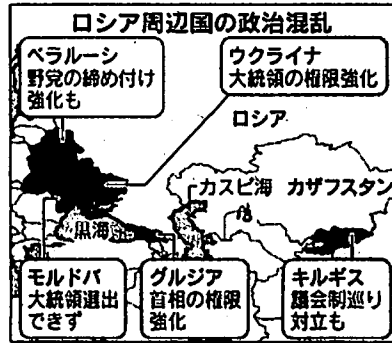 ロシア周辺国の政治混乱
ベラルーシ
野党の締め付け
強化も
ウクライナ
大統領の権限強化
ロシア
カスピ海
カザフスタン
黒海
モルドバ
大統領選出
できず
グルジア
首相の権限
強化
キルギス
議会制巡り
対立も